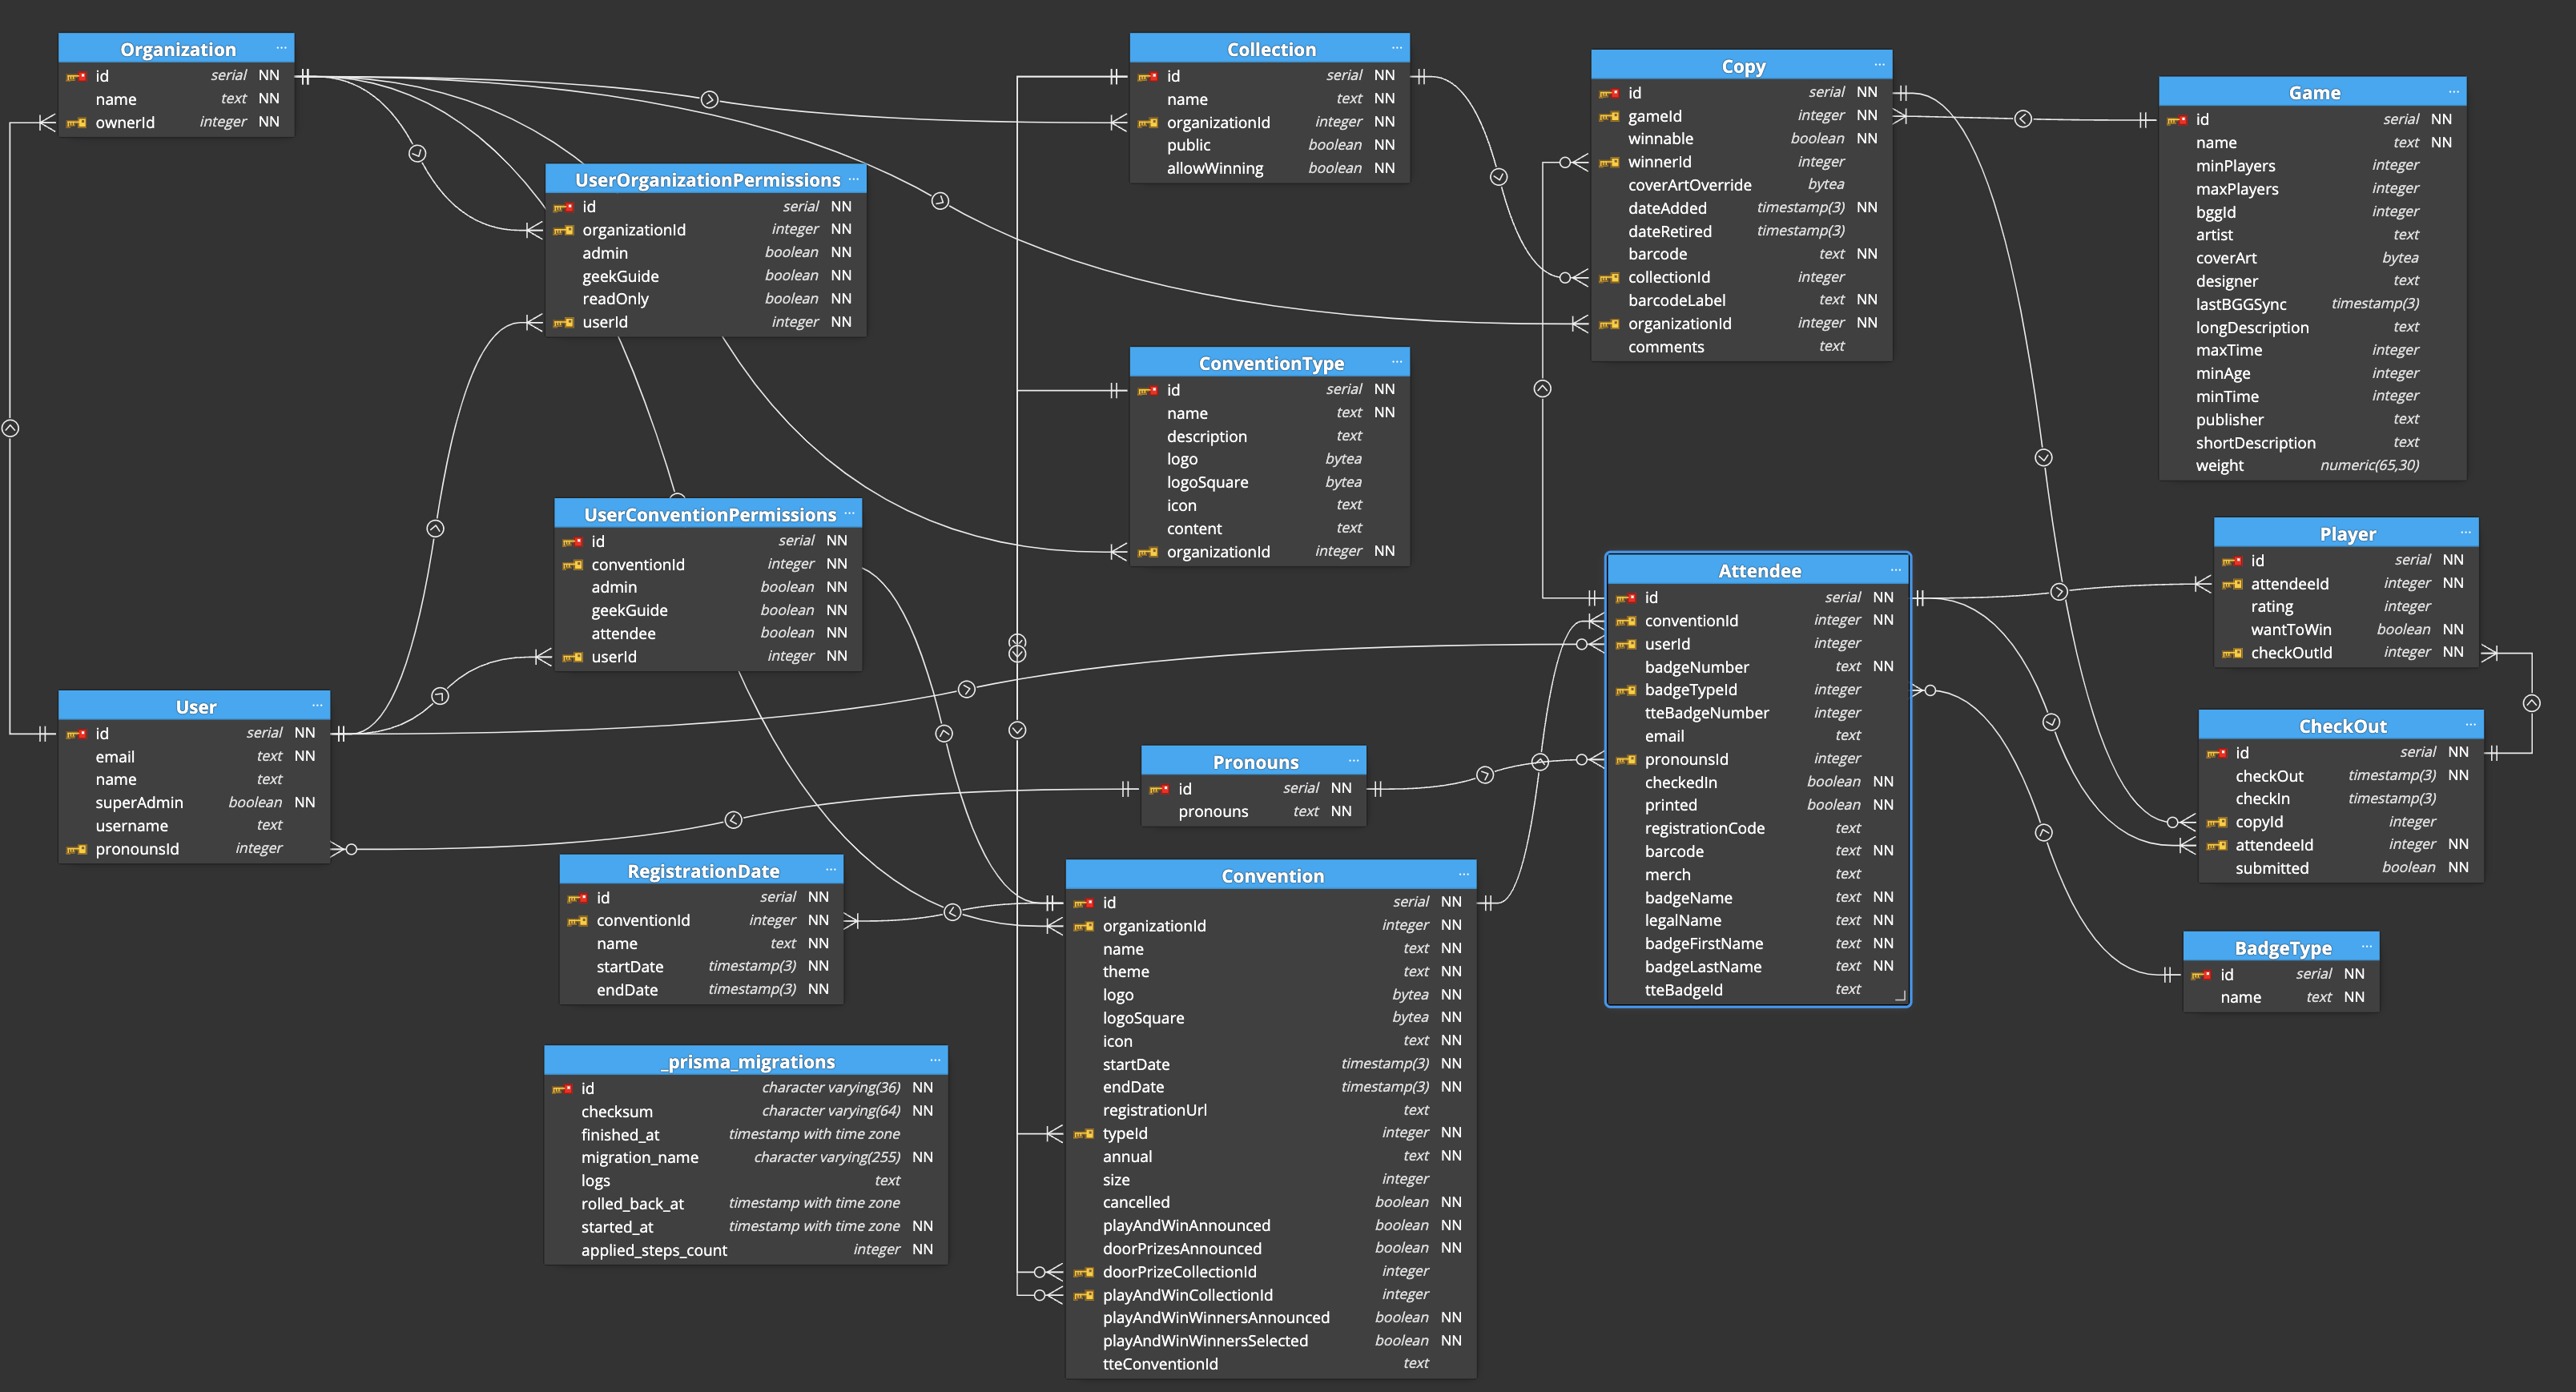 Organization ...
id serial NN
name text NN
ownerId integer NN
UserOrganizationPermissions ...
id serial NN
organizationId integer NN
admin boolean NN
geekGuide boolean NN
readOnly boolean NN
userId integer NN
UserConventionPermissions ...
id serial NN
conventionId integer NN
admin boolean NN
geekGuide boolean NN
attendee boolean NN
userId integer NN
User ...
id serial NN
email text NN
name text
superAdmin boolean NN
username text
pronounsId integer
RegistrationDate ...
id serial NN
conventionId integer NN
name text NN
startDate timestamp(3) NN
endDate timestamp(3) NN
_prisma_migrations ...
id character varying(36) NN
checksum character varying(64) NN
finished_at timestamp with time zone
migration_name character varying(255) NN
logs text
rolled_back_at timestamp with time zone
started_at timestamp with time zone NN
applied_steps_count integer NN
Collection ...
id serial NN
name text NN
organizationId integer NN
public boolean NN
allowWinning boolean NN
ConventionType ...
id serial NN
name text NN
description text
logo bytea
logoSquare bytea
icon text
content text
organizationId integer NN
Pronouns ...
id serial NN
pronouns text NN
Convention ...
id serial NN
organizationId integer NN
name text NN
theme text NN
logo bytea NN
logoSquare bytea NN
icon text NN
startDate timestamp(3) NN
endDate timestamp(3) NN
registrationUrl text
typeId integer NN
annual text NN
size integer
cancelled boolean NN
playAndWinAnnounced boolean NN
doorPrizesAnnounced boolean NN
doorPrizeCollectionId integer
playAndWinCollectionId integer
playAndWinWinnersAnnounced boolean NN
playAndWinWinnersSelected boolean NN
tteConventionId text
Copy ...
id serial NN
gameId integer NN
winnable boolean NN
winnerId integer
coverArtOverride bytea
dateAdded timestamp(3) NN
dateRetired timestamp(3)
barcode text NN
collectionId integer
barcodeLabel text NN
organizationId integer NN
comments text
Attendee ...
id serial NN
conventionId integer NN
userId integer
badgeNumber text NN
badgeTypeId integer
tteBadgeNumber integer
email text
pronounsId integer
checkedIn boolean NN
printed boolean NN
registrationCode text
barcode text NN
merch text
badgeName text NN
legalName text NN
badgeFirstName text NN
badgeLastName text NN
tteBadgeId text
Game ...
id serial NN
name text NN
minPlayers integer
maxPlayers integer
bggId integer
artist text
coverArt bytea
designer text
lastBGGSync timestamp(3)
longDescription text
maxTime integer
minAge integer
minTime integer
publisher text
shortDescription text
weight numeric(65,30)
Player ...
id serial NN
attendeeId integer NN
rating integer
wantToWin boolean NN
checkOutId integer NN
CheckOut ...
id serial NN
checkOut timestamp(3) NN
checkIn timestamp(3)
copyId integer
attendeeId integer NN
submitted boolean NN
BadgeType ...
id serial NN
name text NN